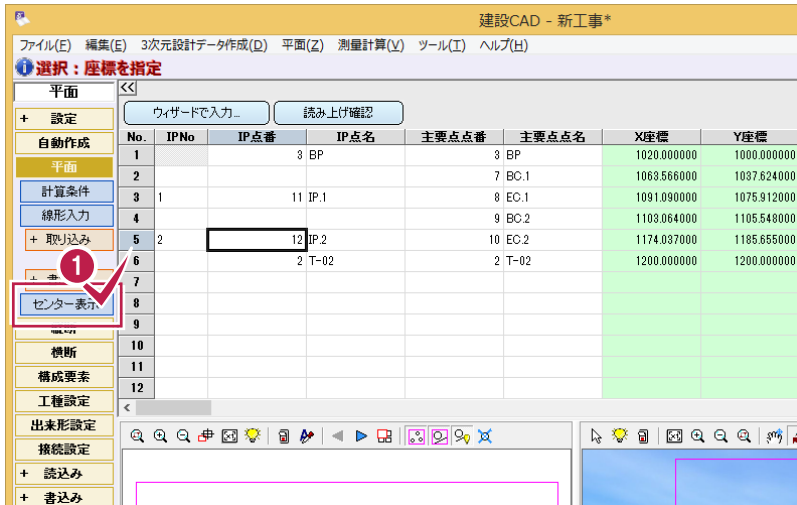 建設CAD - 新工事*
ファイル(F) 編集(E) 3次元設計データ作成(D) 平面(Z) 測量計算(V) ツール(T) ヘルプ(H)
選択：座標を指定
平面
<<
+ 設定
ウィザードで入力... 読み上げ確認
自動作成
No. IPNo IP点番 IP点名 主要点点番 主要点点名 X座標 Y座標
1 3 BP 3 BP 1020.000000 1000.000000
平面
2 7 BC.1 1063.566000 1037.624000
計算条件
3 1 11 IP.1 8 EC.1 1091.090000 1075.912000
線形入力
4 9 BC.2 1103.064000 1105.548000
+ 取り込み
5 2 12 IP.2 10 EC.2 1174.037000 1185.655000
1
6 2 T-02 2 T-02 1200.000000 1200.000000
7
センター表示
8
9
横断
10
構成要素
11
12
工種設定
<
出来形設定
接続設定
+ 読込み
+ 書込み